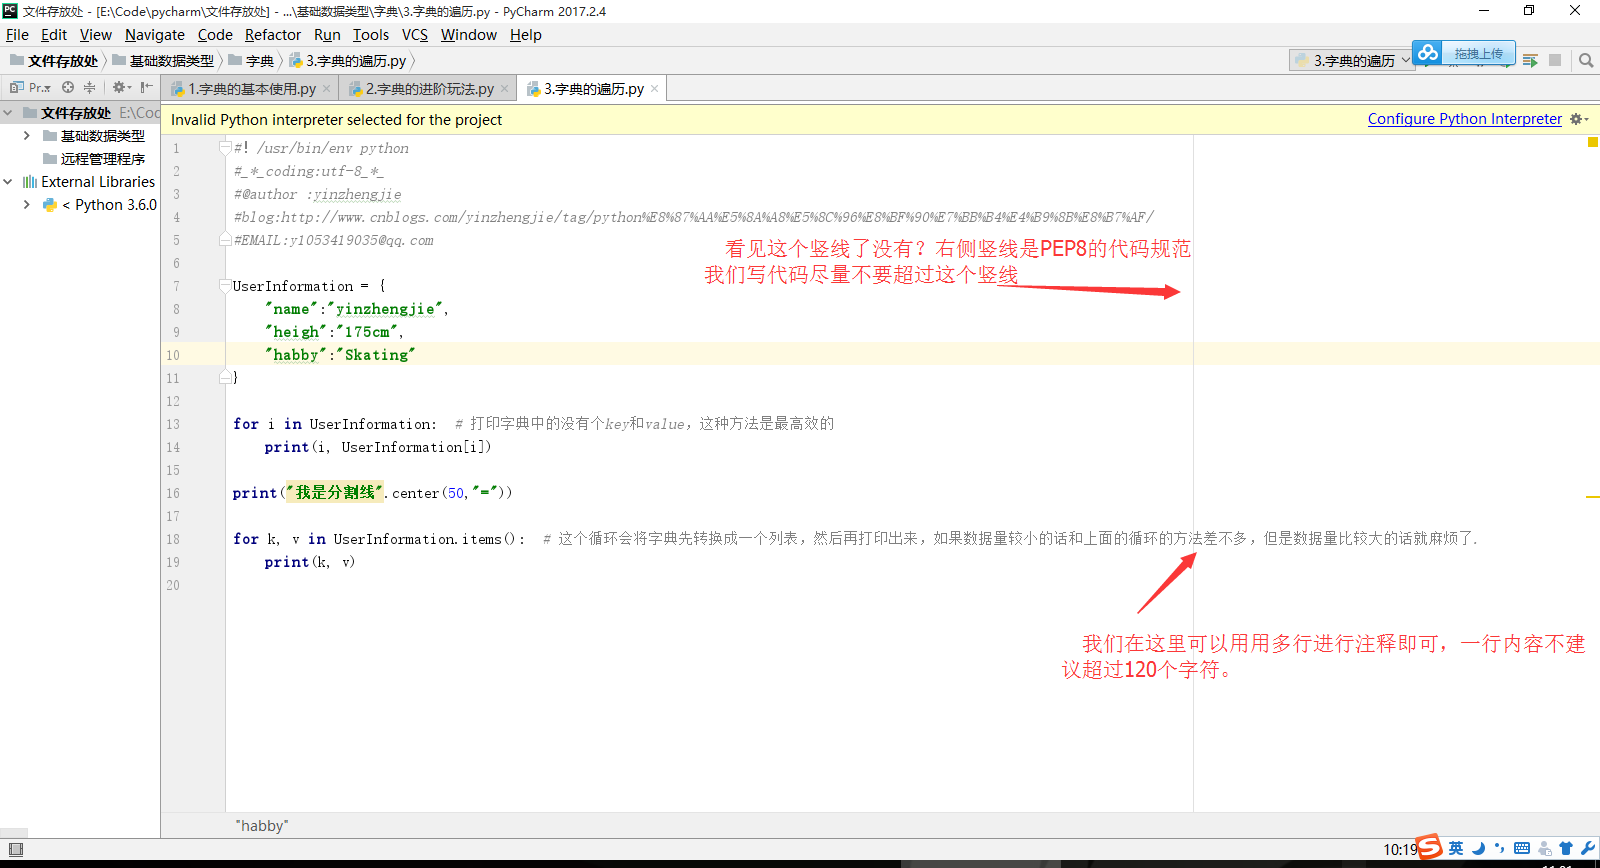 文件存放处 - [E:\Code\pycharm\文件存放处] - ...\基础数据类型\字典\3.字典的遍历.py - PyCharm 2017.2.4
File Edit View Navigate Code Refactor Run Tools VCS Window Help
文件存放处 基础数据类型 字典 3.字典的遍历.py 3.字典的遍历 拖拽上传
Pr.. 1.字典的基本使用.py 2.字典的进阶玩法.py 3.字典的遍历.py
文件存放处 E:\Coc
基础数据类型
远程管理程序
External Libraries
< Python 3.6.0
Invalid Python interpreter selected for the project Configure Python Interpreter
1 #! /usr/bin/env python
2 #_*_coding:utf-8_*_
3 #@author :yinzhengjie
4 #blog:http://www.cnblogs.com/yinzhengjie/tag/python%E8%87%AA%E5%8A%A8%E5%8C%96%E8%BF%90%E7%BB%B4%E4%B9%8B%E8%B7%AF/
5 #EMAIL:y1053419035@qq.com
看见这个竖线了没有？右侧竖线是PEP8的代码规范
我们写代码尽量不要超过这个竖线
6
7 UserInformation = {
8 "name":"yinzhengjie",
9 "heigh":"175cm",
10 "habby":"Skating"
11 }
12
13 for i in UserInformation: # 打印字典中的没有个key和value，这种方法是最高效的
14 print(i, UserInformation[i])
15
16 print("我是分割线".center(50,"="))
17
18 for k, v in UserInformation.items(): # 这个循环会将字典先转换成一个列表，然后再打印出来，如果数据量较小的话和上面的循环的方法差不多，但是数据量比较大的话就麻烦了.
19 print(k, v)
20
我们在这里可以用用多行进行注释即可，一行内容不建
议超过120个字符。
"habby"
10:19 英